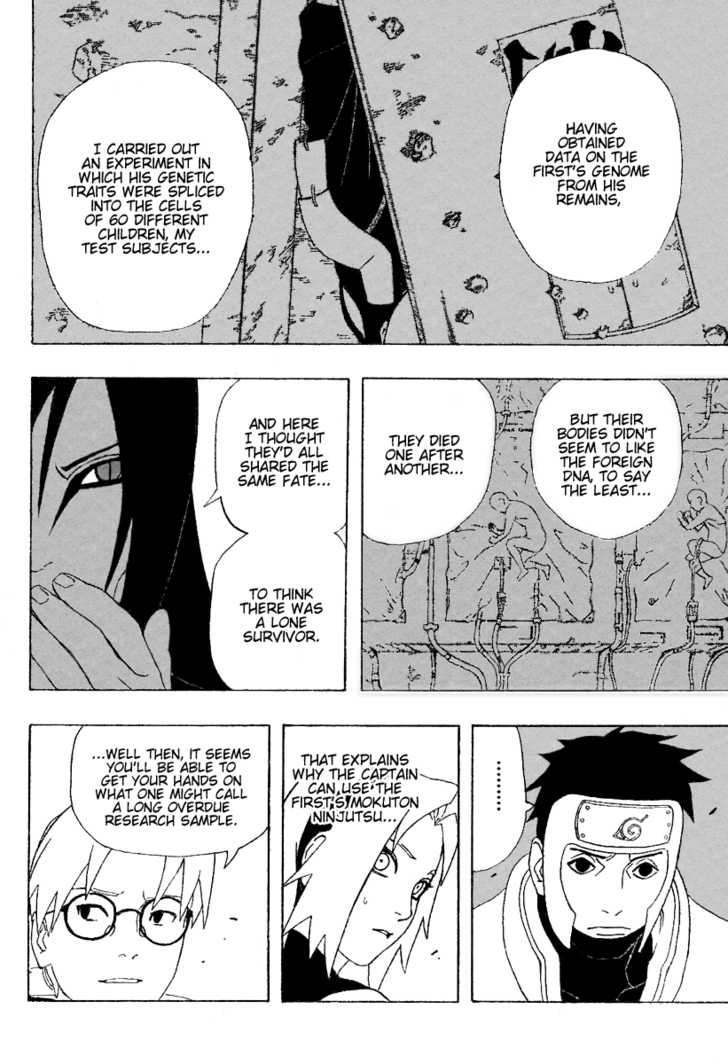 HAVING
OBTAINED
DATA ON THE
FIRST'S GENOME
FROM HIS
REMAINS,
I CARRIED OUT
AN EXPERIMENT IN
WHICH HIS GENETIC
TRAITS WERE SPLICED
INTO THE CELLS
OF 60 DIFFERENT
CHILDREN, MY
TEST SUBJECTS...
BUT THEIR
BODIES DIDN'T
SEEM TO LIKE
THE FOREIGN
DNA, TO SAY
THE LEAST...
THEY DIED
ONE AFTER
ANOTHER...
AND HERE
I THOUGHT
THEY'D ALL
SHARED THE
SAME FATE...
TO THINK
THERE WAS
A LONE
SURVIVOR.
.........
THAT EXPLAINS
WHY THE CAPTAIN
CAN USE THE
FIRST'S MOKUTON
NINJUTSU...
...WELL THEN, IT SEEMS
YOU'LL BE ABLE TO
GET YOUR HANDS ON
WHAT ONE MIGHT CALL
A LONG OVERDUE
RESEARCH SAMPLE.